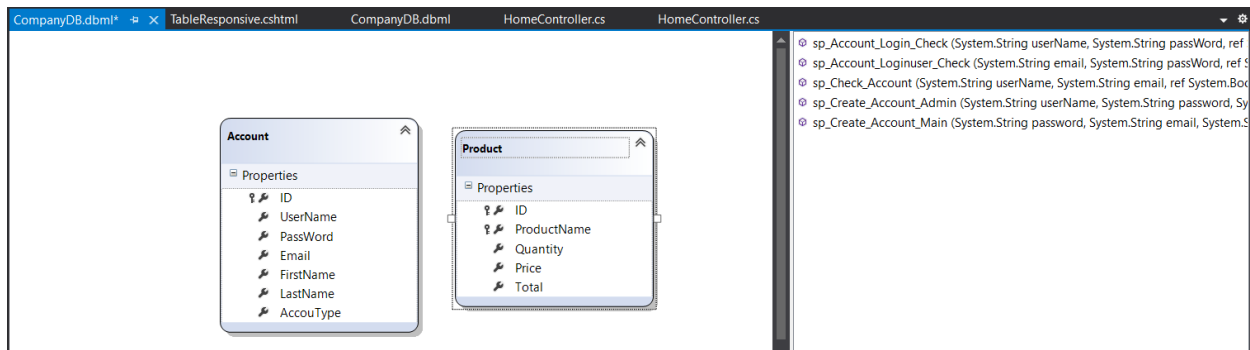 CompanyDB.dbml* TableResponsive.cshtml CompanyDB.dbml HomeController.cs HomeController.cs
Account
Properties
ID
UserName
PassWord
Email
FirstName
LastName
AccouType
Product
Properties
ID
ProductName
Quantity
Price
Total
sp_Account_Login_Check (System.String userName, System.String passWord, ref
sp_Account_Loginuser_Check (System.String email, System.String passWord, ref S
sp_Check_Account (System.String userName, System.String email, ref System.Boo
sp_Create_Account_Admin (System.String userName, System.String password, Sy
sp_Create_Account_Main (System.String password, System.String email, System.S